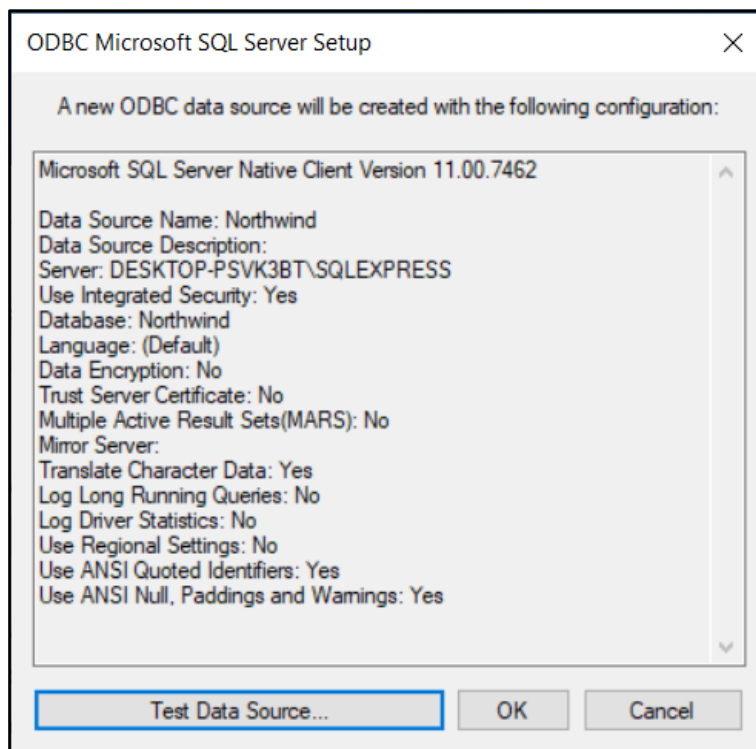 ODBC Microsoft SQL Server Setup
A new ODBC data source will be created with the following configuration:
Microsoft SQL Server Native Client Version 11.00.7462
Data Source Name: Northwind
Data Source Description:
Server: DESKTOP-PSVK3BT\SQLEXPRESS
Use Integrated Security: Yes
Database: Northwind
Language: (Default)
Data Encryption: No
Trust Server Certificate: No
Multiple Active Result Sets(MARS): No
Mirror Server:
Translate Character Data: Yes
Log Long Running Queries: No
Log Driver Statistics: No
Use Regional Settings: No
Use ANSI Quoted Identifiers: Yes
Use ANSI Null, Paddings and Warnings: Yes
Test Data Source... OK Cancel